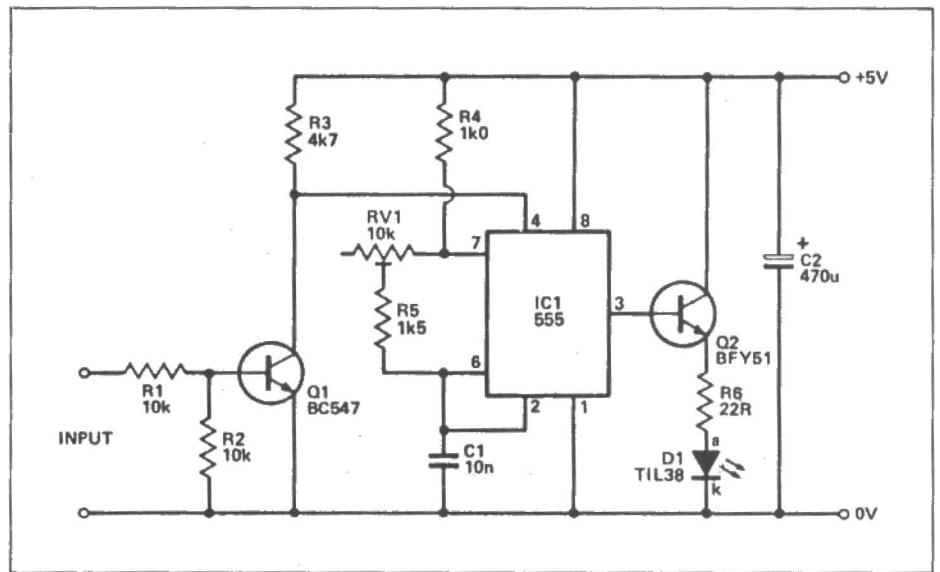 +5V
R3
4k7
R4
1k0
RV1
10k
4
8
7
+
C2
470u
IC1
555
3
R5
1k5
Q2
BFY51
6
R1
10k
Q1
BC547
R6
22R
2
1
INPUT
R2
10k
C1
10n
a
D1
TIL38
k
0V